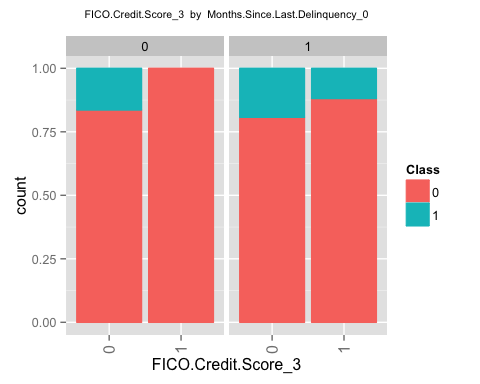 FICO.Credit.Score_3 by Months.Since.Last.Delinquency_0
0 1
1.00
0.75
0.50
0.25
0.00
count
0 1 0 1
FICO.Credit.Score_3
Class
0
1